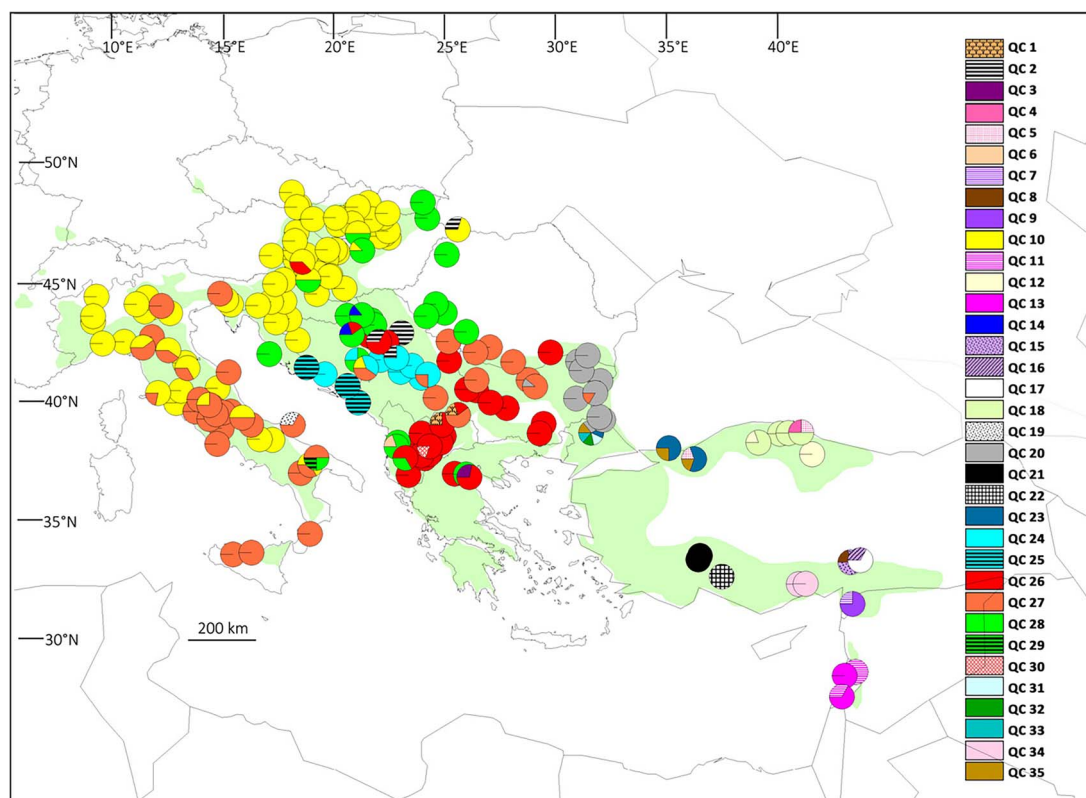 10°E 15°E 20°E 25°E 30°E 35°E 40°E
50°N
45°N
40°N
35°N
30°N
200 km
QC 1
QC 2
QC 3
QC 4
QC 5
QC 6
QC 7
QC 8
QC 9
QC 10
QC 11
QC 12
QC 13
QC 14
QC 15
QC 16
QC 17
QC 18
QC 19
QC 20
QC 21
QC 22
QC 23
QC 24
QC 25
QC 26
QC 27
QC 28
QC 29
QC 30
QC 31
QC 32
QC 33
QC 34
QC 35